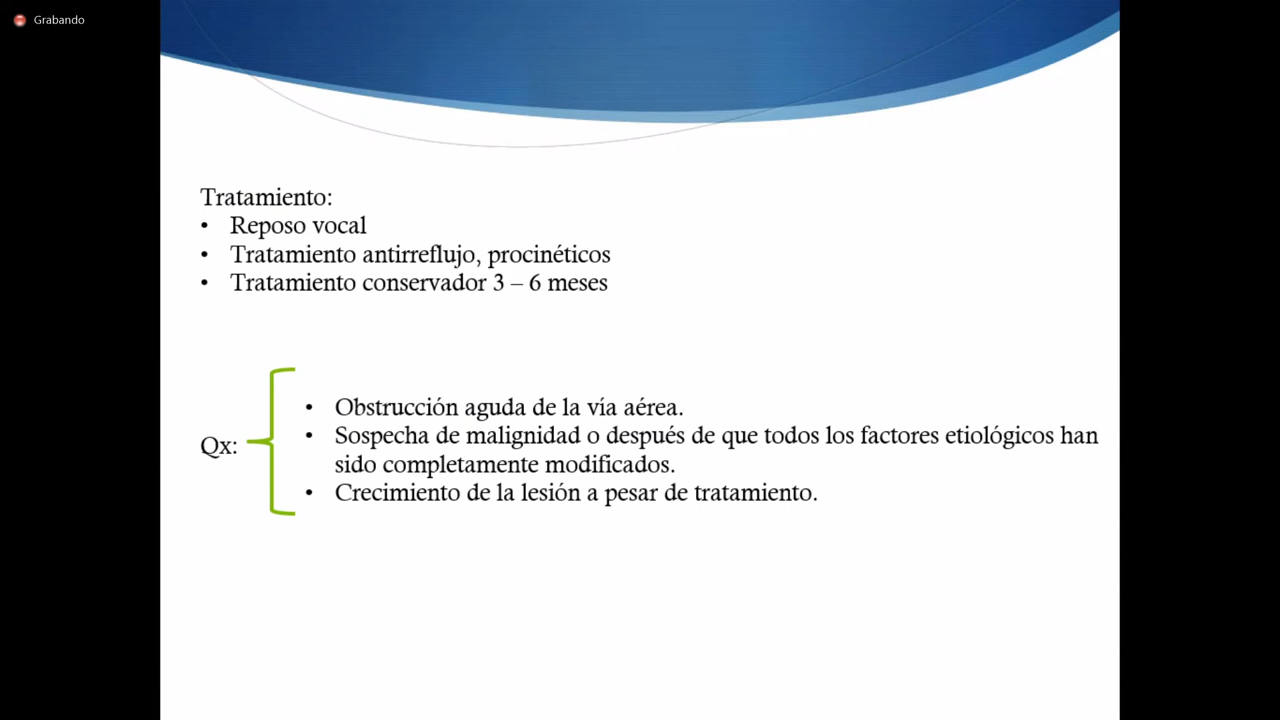 Grabando
Tratamiento:
• Reposo vocal
• Tratamiento antirreflujo, procinéticos
• Tratamiento conservador 3 – 6 meses
Qx:
• Obstrucción aguda de la vía aérea.
• Sospecha de malignidad o después de que todos los factores etiológicos han
sido completamente modificados.
• Crecimiento de la lesión a pesar de tratamiento.